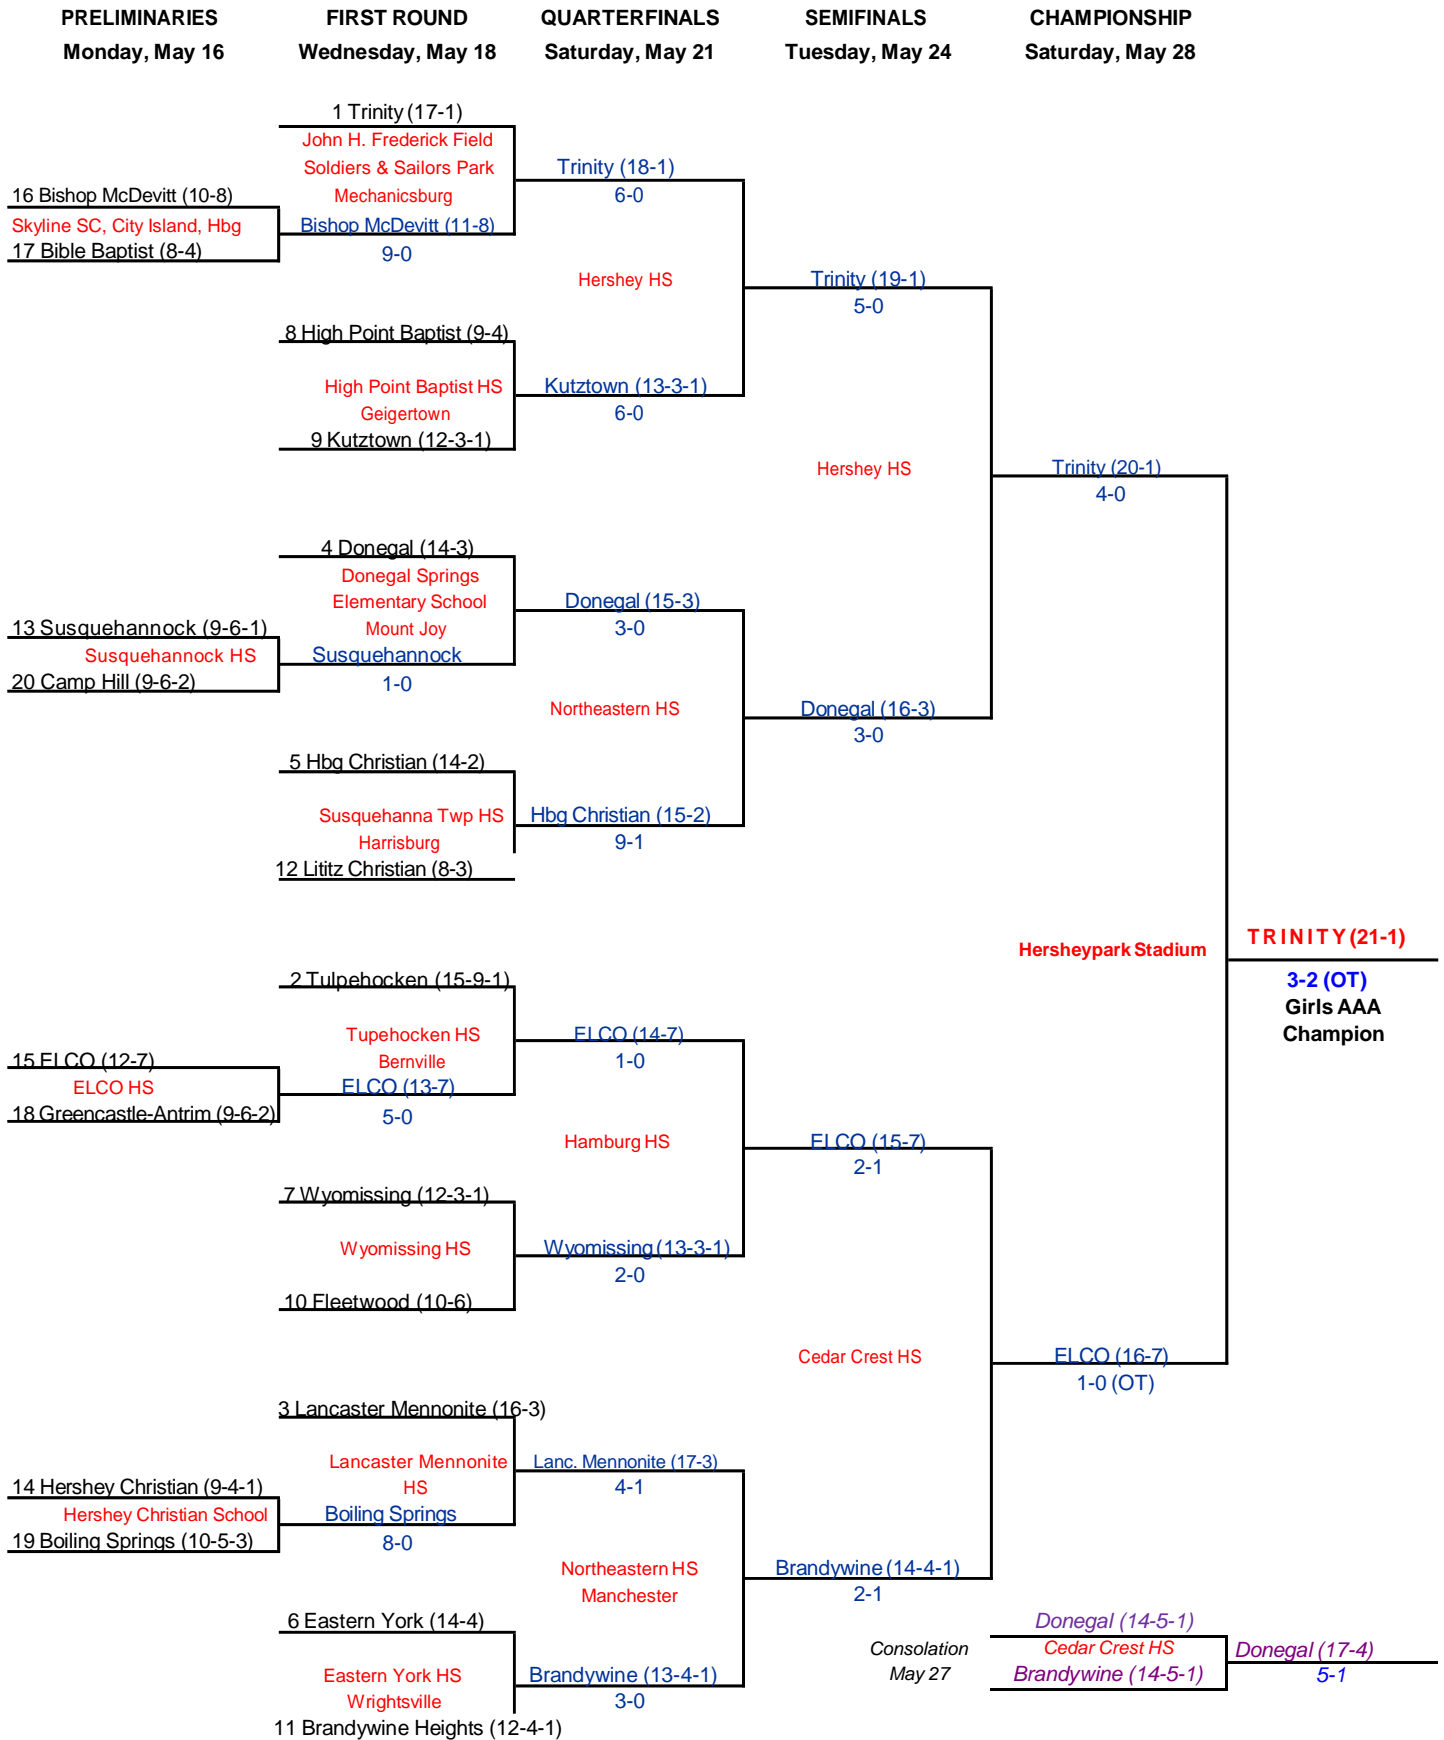 PRELIMINARIES FIRST ROUND QUARTERFINALS SEMIFINALS CHAMPIONSHIP
Monday, May 16 Wednesday, May 18 Saturday, May 21 Tuesday, May 24 Saturday, May 28
1 Trinity (17-1)
John H. Frederick Field
Soldiers & Sailors Park
Trinity (18-1)
16 Bishop McDevitt (10-8)
Mechanicsburg
6-0
Skyline SC, City Island, Hbg
Bishop McDevitt (11-8)
17 Bible Baptist (8-4)
9-0
Hershey HS
Trinity (19-1)
5-0
8 High Point Baptist (9-4)
High Point Baptist HS
Kutztown (13-3-1)
Geigertown
6-0
9 Kutztown (12-3-1)
Hershey HS
Trinity (20-1)
4-0
4 Donegal (14-3)
Donegal Springs
Elementary School
Donegal (15-3)
13 Susquehannock (9-6-1)
Mount Joy
3-0
Susquehannock HS
Susquehannock
20 Camp Hill (9-6-2)
1-0
Northeastern HS
Donegal (16-3)
3-0
5 Hbg Christian (14-2)
Susquehanna Twp HS
Hbg Christian (15-2)
Harrisburg
9-1
12 Lititz Christian (8-3)
Hersheypark Stadium
TRINITY (21-1)
2 Tulpehocken (15-9-1)
3-2 (OT)
Girls AAA
Champion
Tupehocken HS
ELCO (14-7)
15 ELCO (12-7)
Bernville
1-0
ELCO HS
ELCO (13-7)
18 Greencastle-Antrim (9-6-2)
5-0
Hamburg HS
ELCO (15-7)
2-1
7 Wyomissing (12-3-1)
Wyomissing HS
Wyomissing (13-3-1)
2-0
10 Fleetwood (10-6)
Cedar Crest HS
ELCO (16-7)
1-0 (OT)
3 Lancaster Mennonite (16-3)
Lancaster Mennonite
Lanc. Mennonite (17-3)
14 Hershey Christian (9-4-1)
HS
4-1
Hershey Christian School
Boiling Springs
19 Boiling Springs (10-5-3)
8-0
Northeastern HS
Brandywine (14-4-1)
Manchester
2-1
6 Eastern York (14-4)
Donegal (14-5-1)
Consolation
Cedar Crest HS
Donegal (17-4)
Eastern York HS
Brandywine (13-4-1)
May 27
Brandywine (14-5-1)
5-1
Wrightsville
3-0
11 Brandywine Heights (12-4-1)